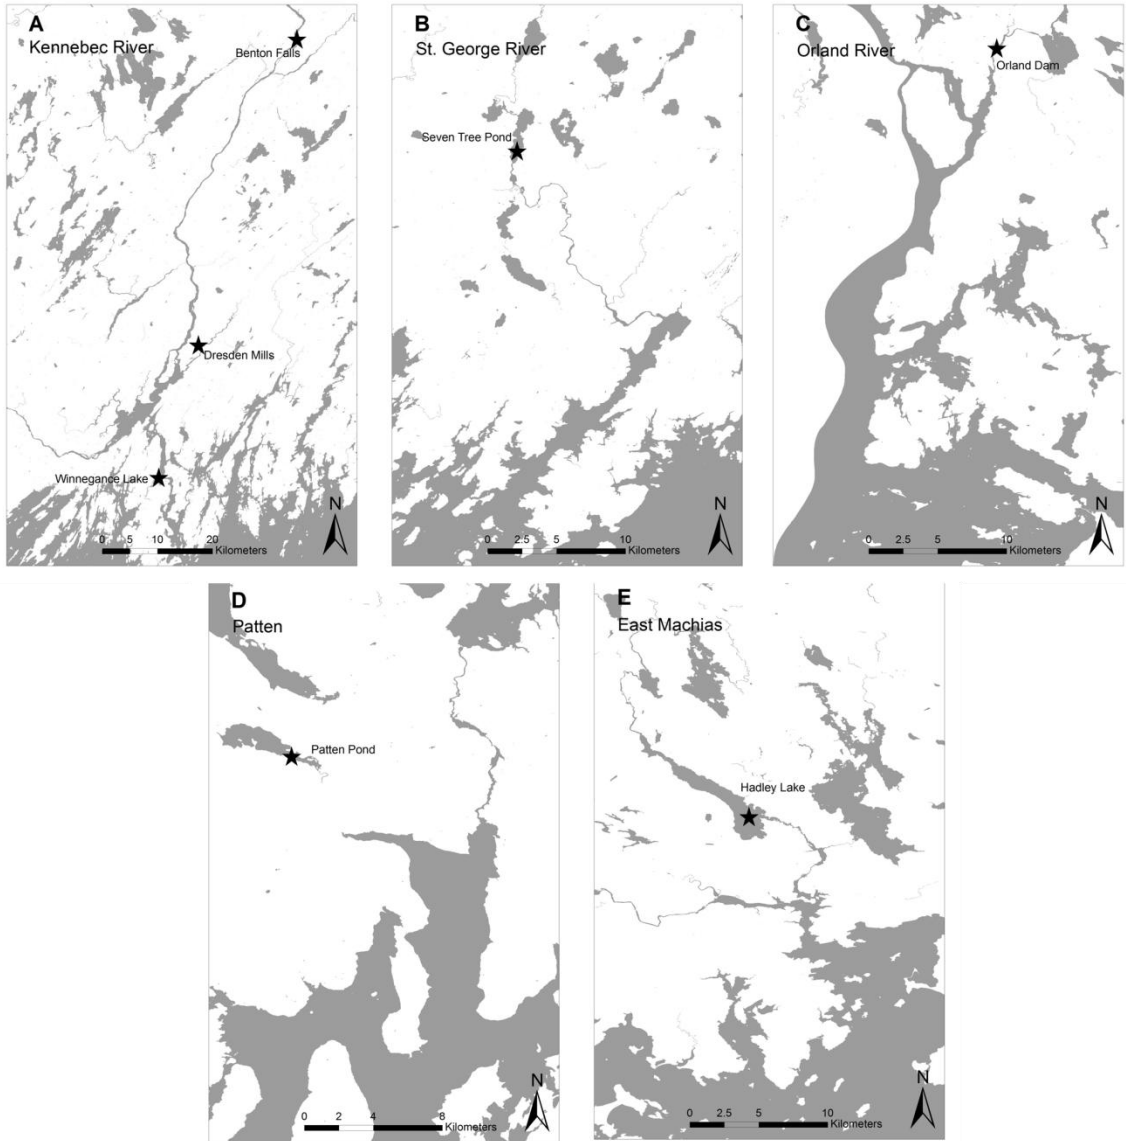 A
Kennebec River
Benton Falls
Dresden Mills
Winnegance Lake
N
0 5 10 20
Kilometers
B
St. George River
Seven Tree Pond
N
0 2.5 5 10
Kilometers
C
Orland River
Orland Dam
N
0 2.5 5 10
Kilometers
D
Patten
Patten Pond
N
0 2 4 8
Kilometers
E
East Machias
Hadley Lake
N
0 2.5 5 10
Kilometers